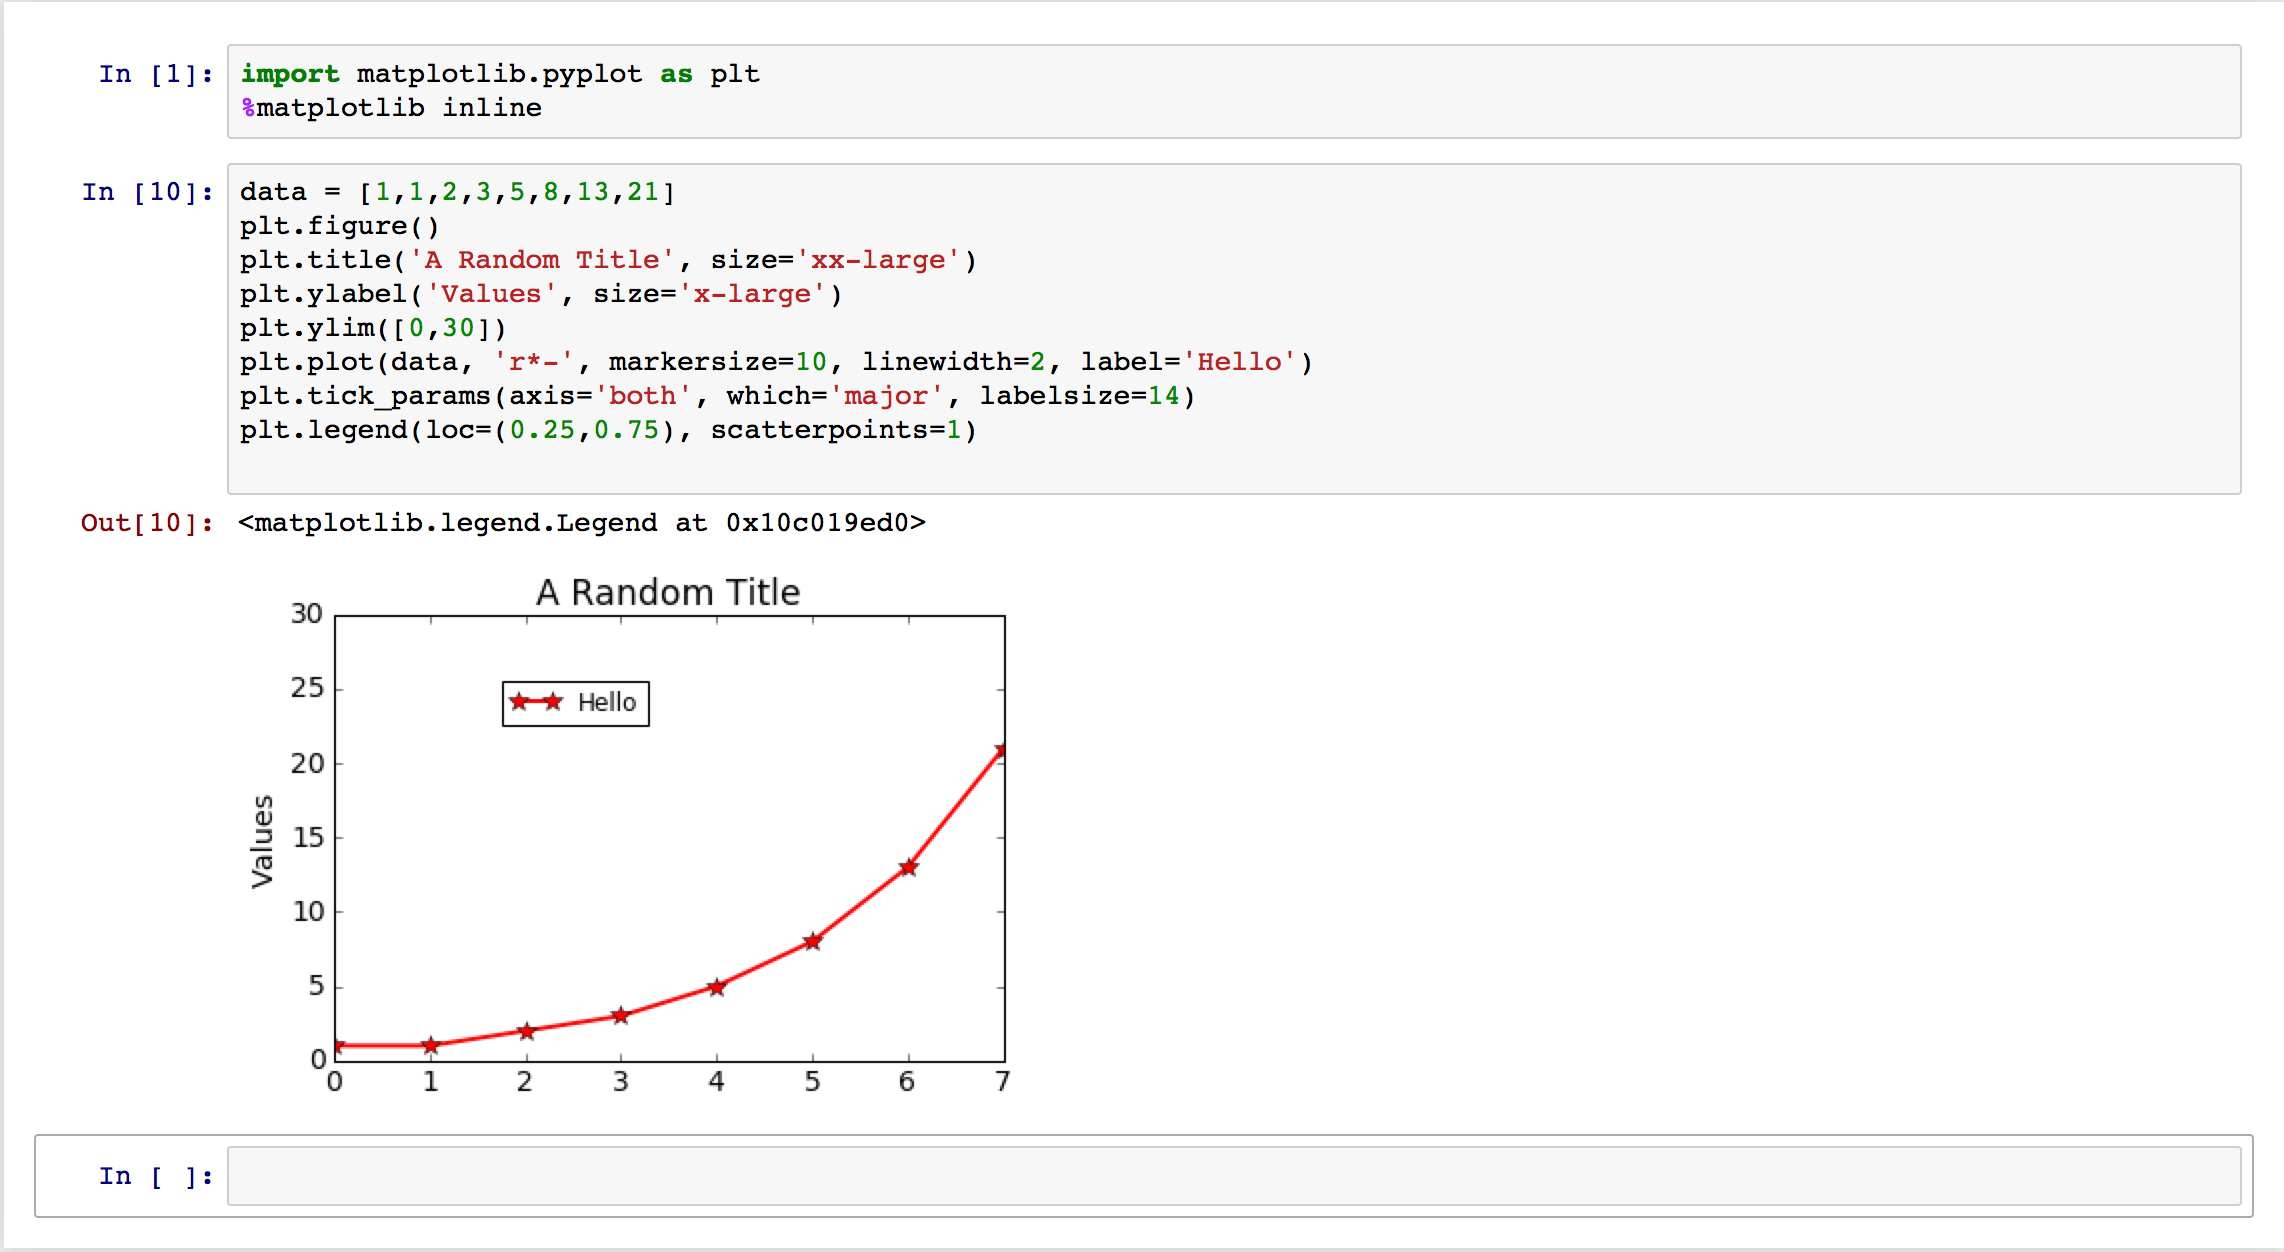 In [1]: import matplotlib.pyplot as plt
%matplotlib inline
In [10]: data = [1,1,2,3,5,8,13,21]
plt.figure()
plt.title('A Random Title', size='xx-large')
plt.ylabel('Values', size='x-large')
plt.ylim([0,30])
plt.plot(data, 'r*-', markersize=10, linewidth=2, label='Hello')
plt.tick_params(axis='both', which='major', labelsize=14)
plt.legend(loc=(0.25,0.75), scatterpoints=1)
Out[10]: <matplotlib.legend.Legend at 0x10c019ed0>
A Random Title
30
25
Hello
20
Values
15
10
5
0
0 1 2 3 4 5 6 7
In [ ]: